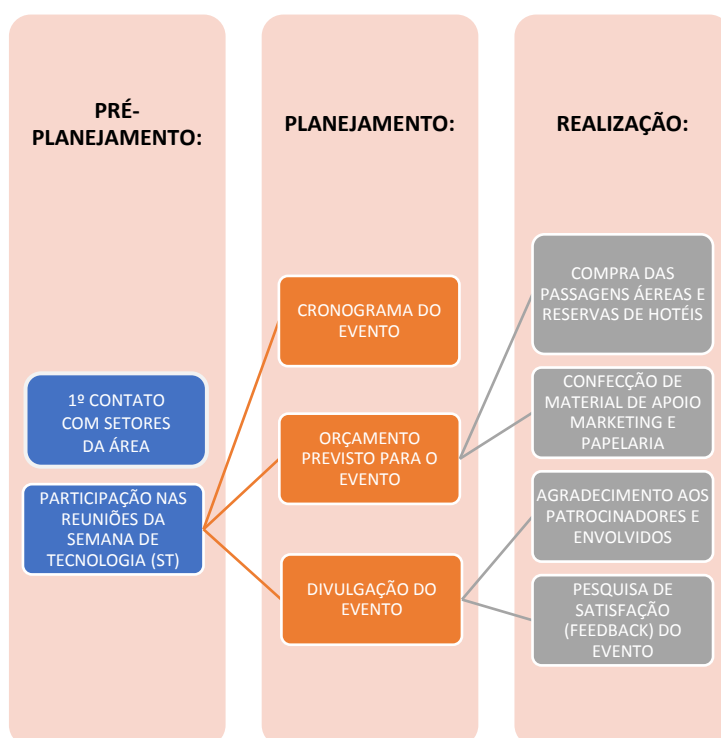 PRÉ-
PLANEJAMENTO:
1º CONTATO
COM SETORES
DA ÁREA
PARTICIPAÇÃO NAS
REUNIÕES DA
SEMANA DE
TECNOLOGIA (ST)
PLANEJAMENTO:
CRONOGRAMA DO
EVENTO
ORÇAMENTO
PREVISTO PARA O
EVENTO
DIVULGAÇÃO DO
EVENTO
REALIZAÇÃO:
COMPRA DAS
PASSAGENS ÁEREAS E
RESERVAS DE HOTÉIS
CONFECÇÃO DE
MATERIAL DE APOIO
MARKETING E
PAPELARIA
AGRADECIMENTO AOS
PATROCINADORES E
ENVOLVIDOS
PESQUISA DE
SATISFAÇÃO
(FEEDBACK) DO
EVENTO